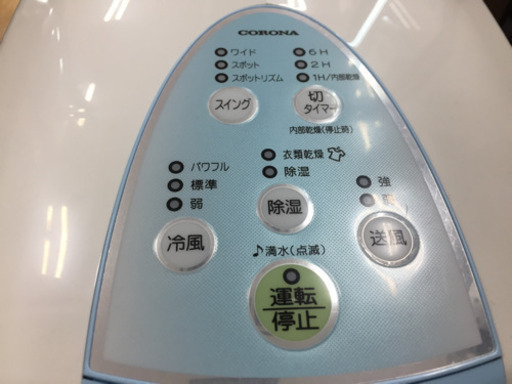 CORONA
ワイド
スポット
スポットリズム
スイング
6H
2H
1H/内部乾燥
切
タイマー
内部乾燥(停止時)
パワフル
標準
弱
冷風
衣類乾燥
除湿
除湿
強
送風
♪満水(点滅)
運転
停止